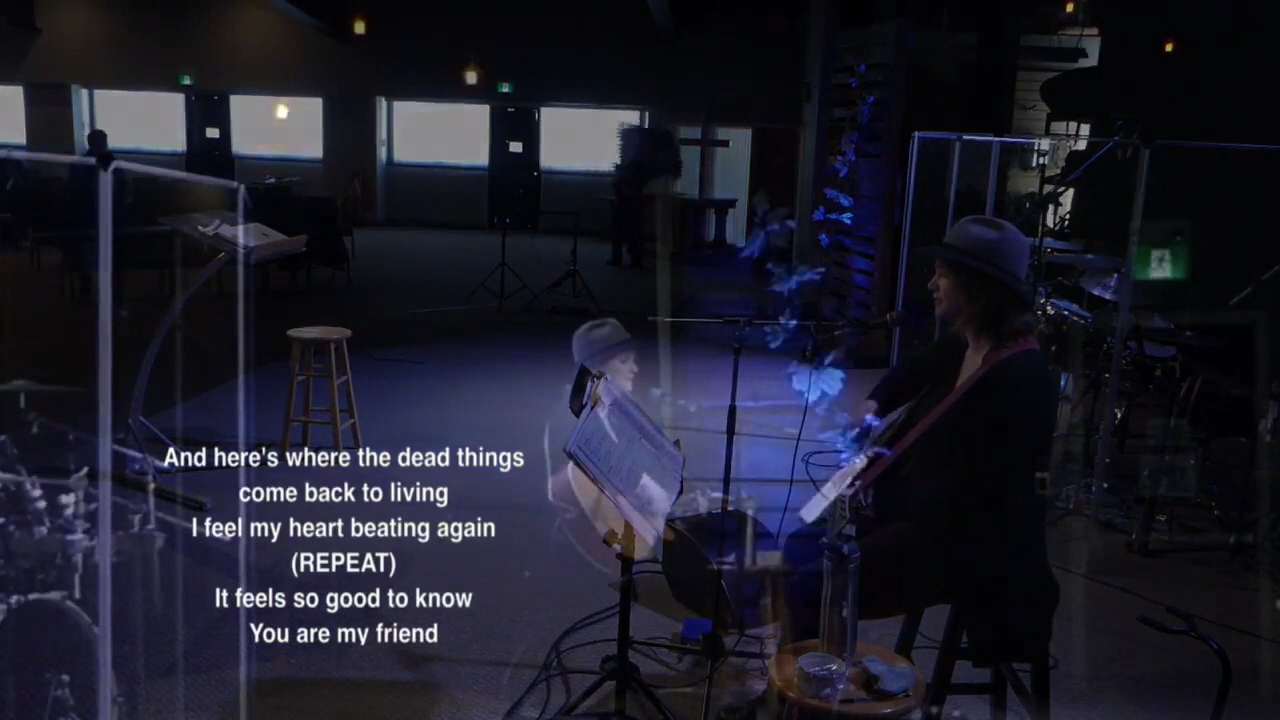 And here's where the dead things
come back to living
I feel my heart beating again
(REPEAT)
It feels so good to know
You are my friend